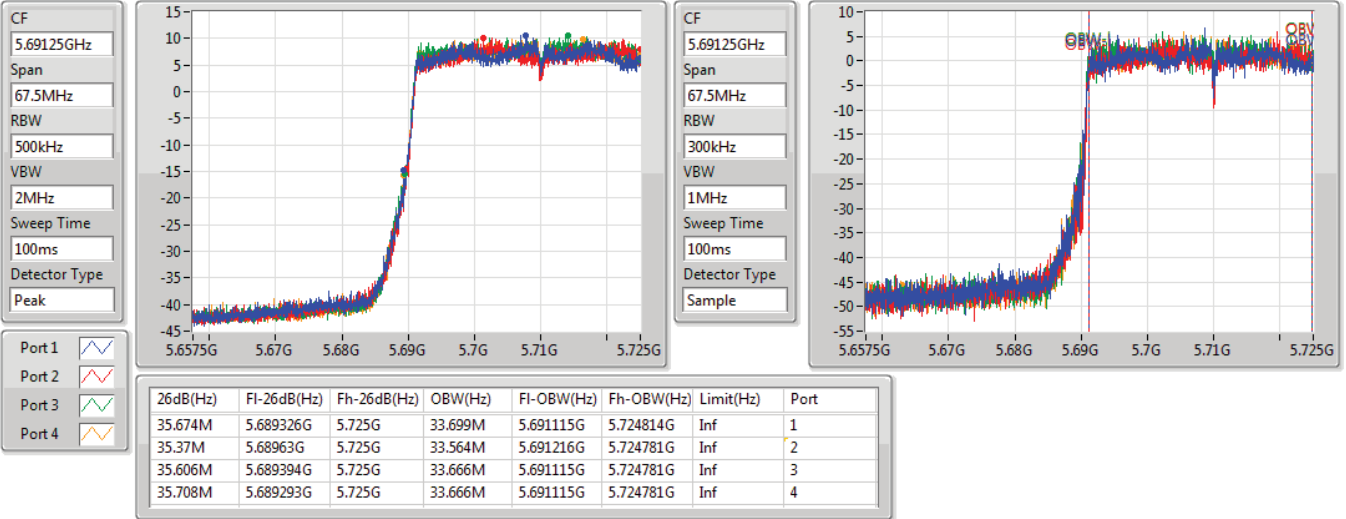 CF
5.69125GHz
Span
67.5MHz
RBW
500kHz
VBW
2MHz
Sweep Time
100ms
Detector Type
Peak
Port 1
Port 2
Port 3
Port 4
15
10
5
0
-5
-10
-15
-20
-25
-30
-35
-40
-45
5.6575G 5.67G 5.68G 5.69G 5.7G 5.71G 5.725G
CF
5.69125GHz
Span
67.5MHz
RBW
300kHz
VBW
1MHz
Sweep Time
100ms
Detector Type
Sample
10
5
0
-5
-10
-15
-20
-25
-30
-35
-40
-45
-50
-55
OBW
OBW
5.6575G 5.67G 5.68G 5.69G 5.7G 5.71G 5.725G
26dB(Hz) Fl-26dB(Hz) Fh-26dB(Hz) OBW(Hz) Fl-OBW(Hz) Fh-OBW(Hz) Limit(Hz) Port
35.674M 5.689326G 5.725G 33.699M 5.691115G 5.724814G Inf 1
35.37M 5.68963G 5.725G 33.564M 5.691216G 5.724781G Inf 2
35.606M 5.689394G 5.725G 33.666M 5.691115G 5.724781G Inf 3
35.708M 5.689293G 5.725G 33.666M 5.691115G 5.724781G Inf 4